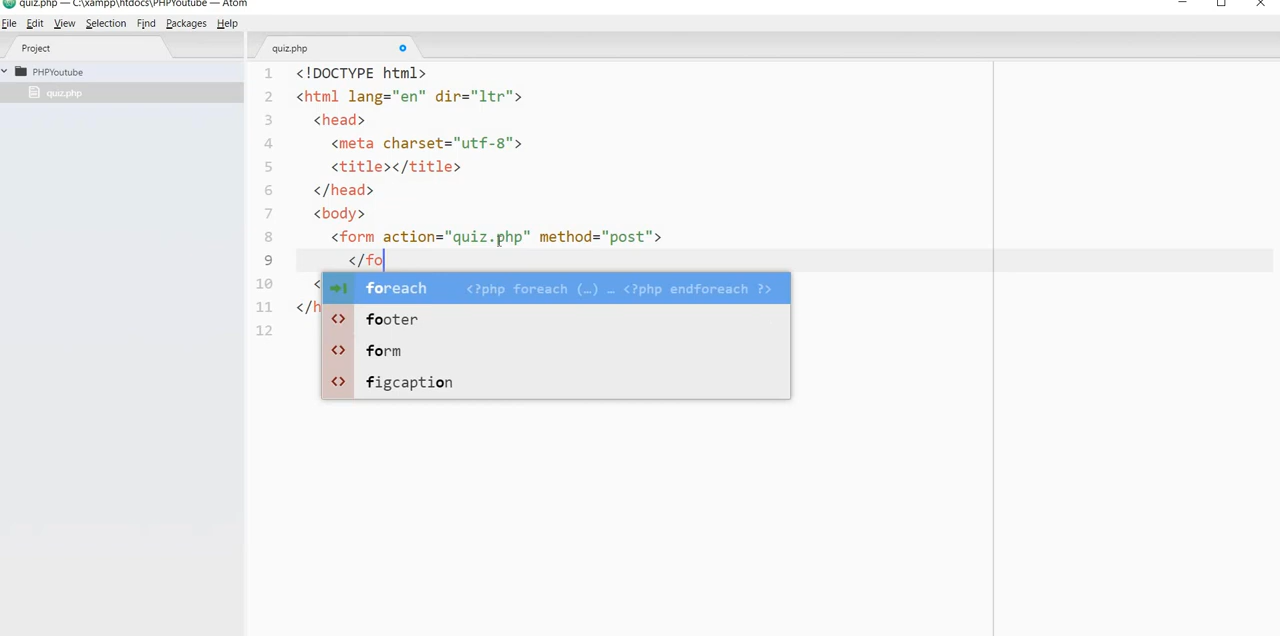 quiz.php — C:\xampp\htdocs\PHPYoutube — Atom
File Edit View Selection Find Packages Help
Project
quiz.php
PHPYoutube
quiz.php
1 <!DOCTYPE html>
2 <html lang="en" dir="ltr">
3 <head>
4 <meta charset="utf-8">
5 <title></title>
6 </head>
7 <body>
8 <form action="quiz.php" method="post">
9 </fo
10 <
11 </h
12
foreach <?php foreach (…) … <?php endforeach ?>
footer
form
figcaption